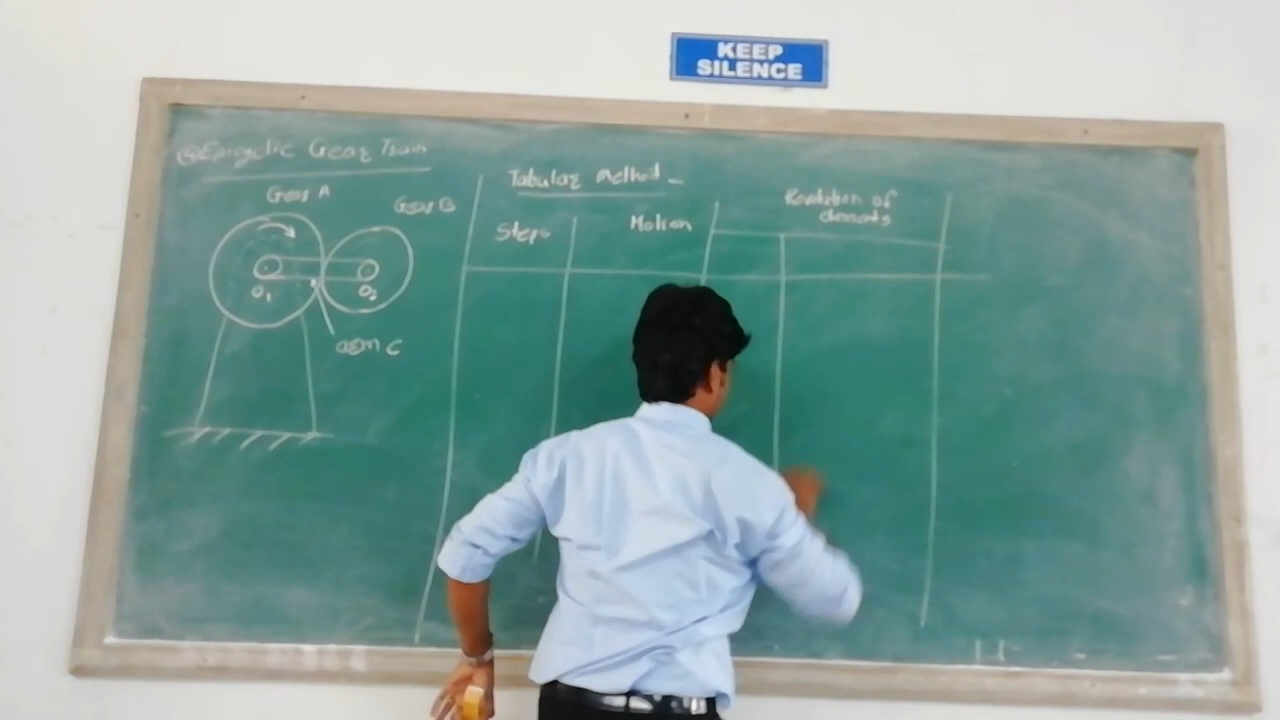 KEEP
SILENCE
Epicyclic Gear Train
Gear A
Gear B
O1
O2
arm C
Tabular Method
Steps
Motion
Revolution of
elements